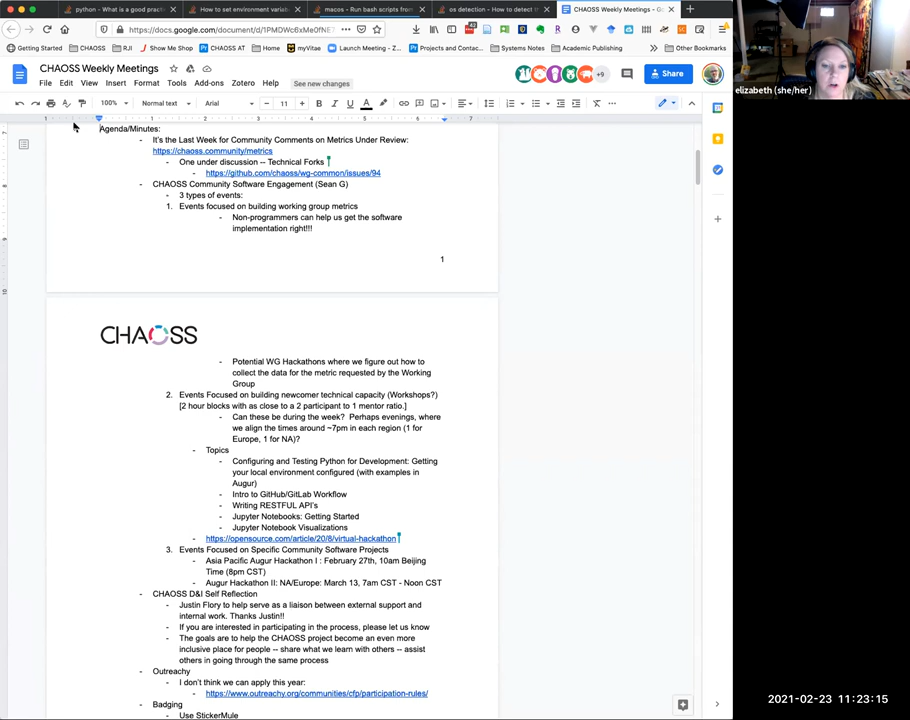 python - What is a good pract
How to set environment variab
macos - Run bash scripts from
os detection - How to detect t
CHAOSS Weekly Meetings - Go
https://docs.google.com/document/d/1PMDWc6xMe0fNE
Getting Started
CHAOSS
RJI
Show Me Shop
CHAOSS AT
Home
myVitae
Launch Meeting - Z…
Projects and Contac…
Systems Notes
Academic Publishing
Other Bookmarks
elizabeth (she/her)
CHAOSS Weekly Meetings
File Edit View Insert Format Tools Add-ons Zotero Help
See new changes
+9
Share
100%
Normal text
Arial
11
Agenda/Minutes:
- It's the Last Week for Community Comments on Metrics Under Review:
https://chaoss.community/metrics
- One under discussion -- Technical Forks
- https://github.com/chaoss/wg-common/issues/94
- CHAOSS Community Software Engagement (Sean G)
- 3 types of events:
1. Events focused on building working group metrics
- Non-programmers can help us get the software
implementation right!!!
1
CHAOSS
- Potential WG Hackathons where we figure out how to
collect the data for the metric requested by the Working
Group
2. Events Focused on building newcomer technical capacity (Workshops?)
[2 hour blocks with as close to a 2 participant to 1 mentor ratio.]
- Can these be during the week? Perhaps evenings, where
we align the times around ~7pm in each region (1 for
Europe, 1 for NA)?
- Topics
- Configuring and Testing Python for Development: Getting
your local environment configured (with examples in
Augur)
- Intro to GitHub/GitLab Workflow
- Writing RESTFUL API's
- Jupyter Notebooks: Getting Started
- Jupyter Notebook Visualizations
- https://opensource.com/article/20/8/virtual-hackathon
3. Events Focused on Specific Community Software Projects
- Asia Pacific Augur Hackathon I : February 27th, 10am Beijing
Time (8pm CST)
- Augur Hackathon II: NA/Europe: March 13, 7am CST - Noon CST
- CHAOSS D&I Self Reflection
- Justin Flory to help serve as a liaison between external support and
internal work. Thanks Justin!!
- If you are interested in participating in the process, please let us know
- The goals are to help the CHAOSS project become an even more
inclusive place for people -- share what we learn with others -- assist
others in going through the same process
- Outreachy
- I don't think we can apply this year:
- https://www.outreachy.org/communities/cfp/participation-rules/
- Badging
- Use StickerMule
2021-02-23 11:23:15